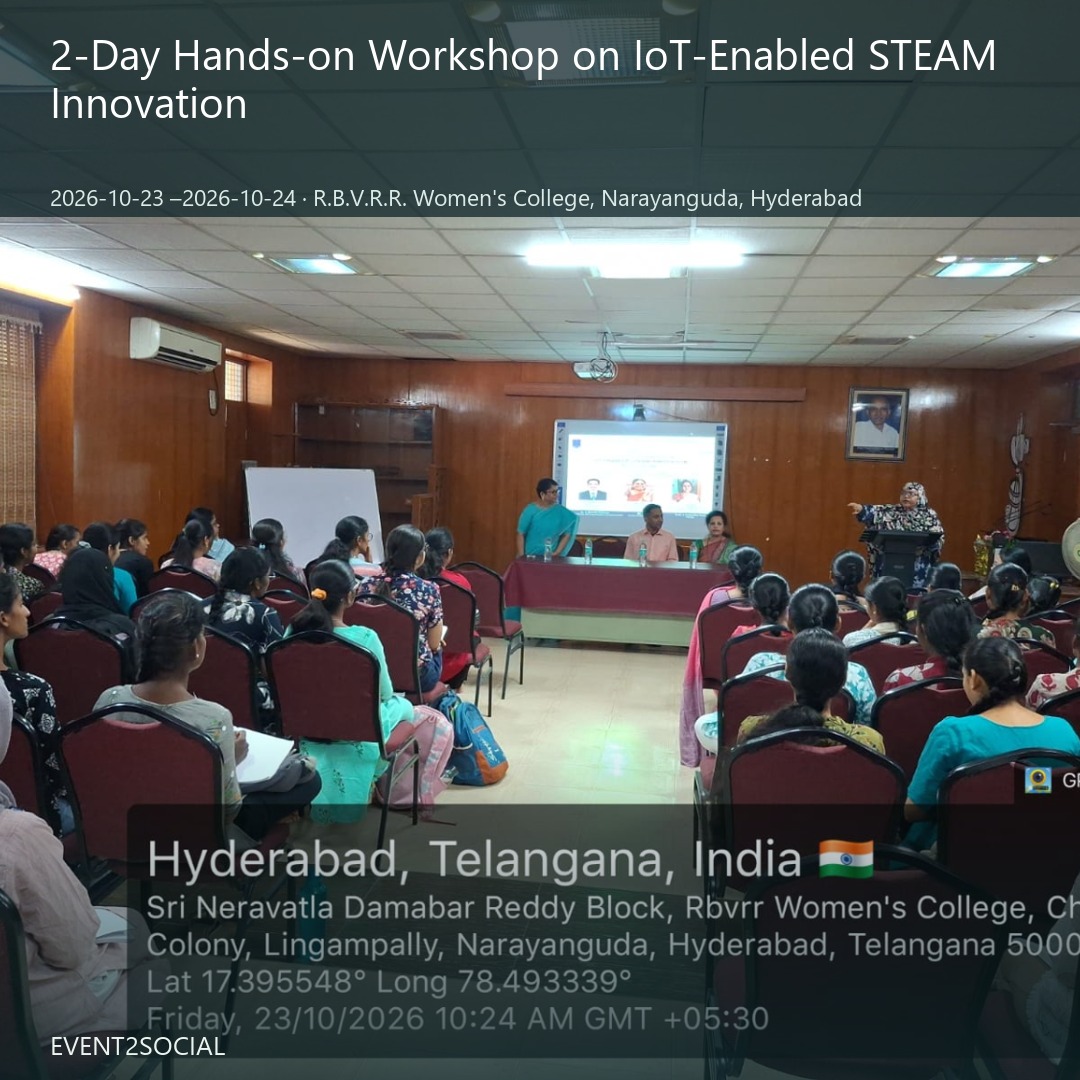 2-Day Hands-on Workshop on IoT-Enabled STEAM
Innovation
2026-10-23 –2026-10-24 · R.B.V.R.R. Women's College, Narayanguda, Hyderabad
Hyderabad, Telangana, India
Sri Neravatla Damabar Reddy Block, Rbvrr Women's College,
Colony, Lingampally, Narayanguda, Hyderabad, Telangana 5000
Lat 17.395548° Long 78.493339°
Friday, 23/10/2026 10:24 AM GMT +05:30
EVENT2SOCIAL